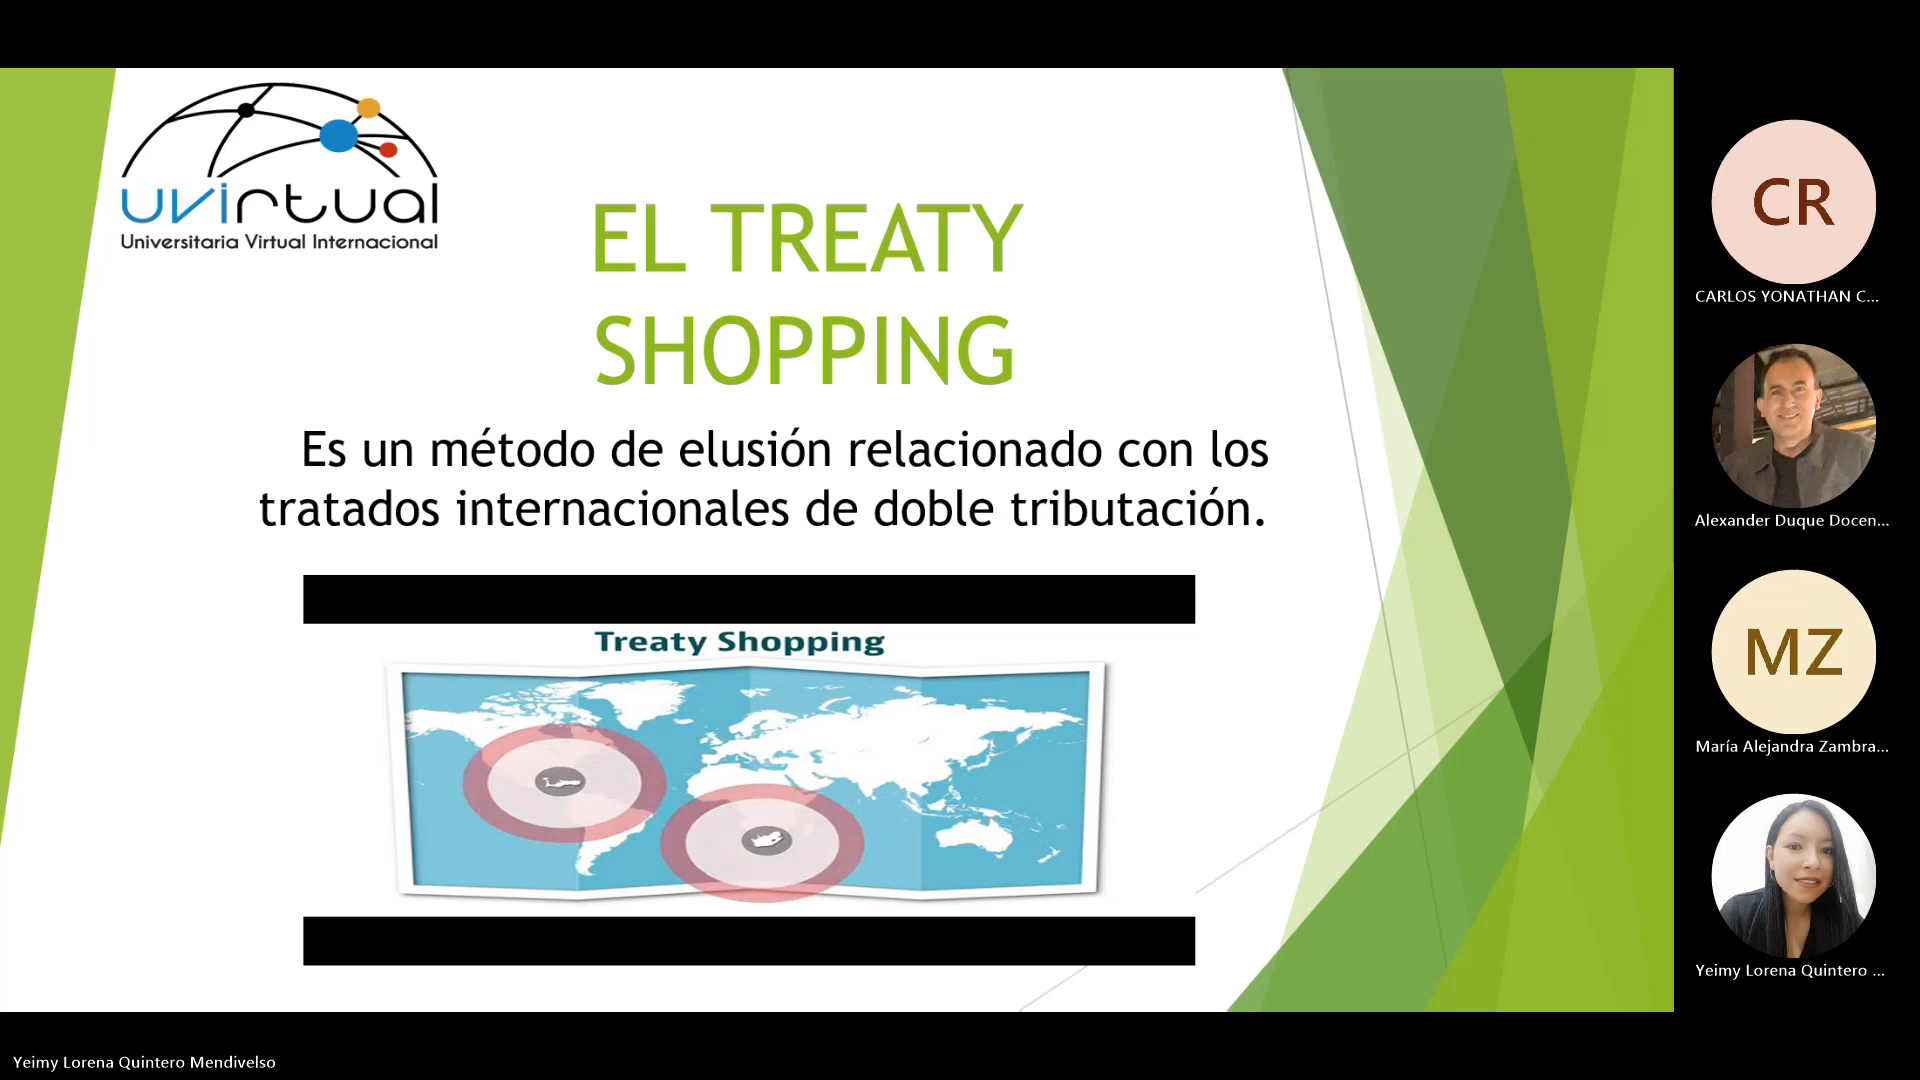 uvirtual
Universitaria Virtual Internacional
EL TREATY
SHOPPING
Es un método de elusión relacionado con los
tratados internacionales de doble tributación.
Treaty Shopping
CR
CARLOS YONATHAN C...
Alexander Duque Docen...
MZ
María Alejandra Zambra...
Yeimy Lorena Quintero ...
Yeimy Lorena Quintero Mendivelso